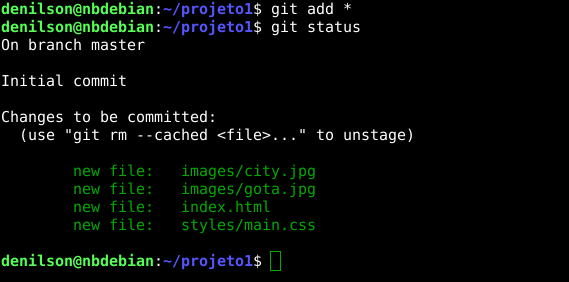 denilson@nbdebian:~/projeto1$ git add *
denilson@nbdebian:~/projeto1$ git status
On branch master
Initial commit
Changes to be committed:
  (use "git rm --cached <file>..." to unstage)
        new file:   images/city.jpg
        new file:   images/gota.jpg
        new file:   index.html
        new file:   styles/main.css
denilson@nbdebian:~/projeto1$